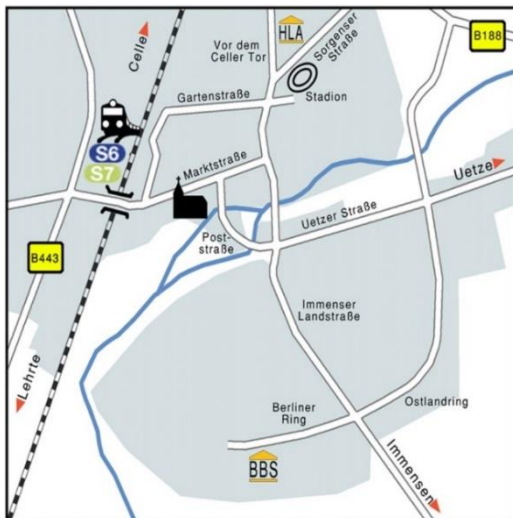 HLA
B188
Celle
Vor dem
Celler Tor
Sorgenser
Straße
Gartenstraße
Stadion
S6
S7
Marktstraße
Uetze
Uetzer Straße
Post-
straße
B443
Immenser
Landstraße
Lehrte
Berliner
Ring
Ostlandring
BBS
Immensen